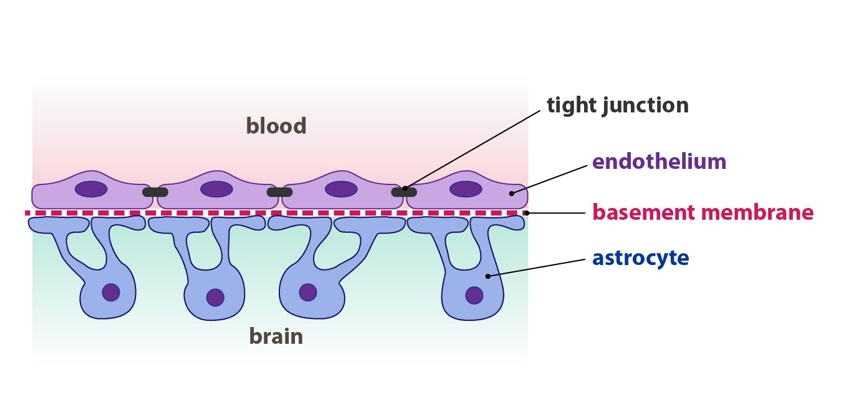 blood
tight junction
endothelium
basement membrane
astrocyte
brain